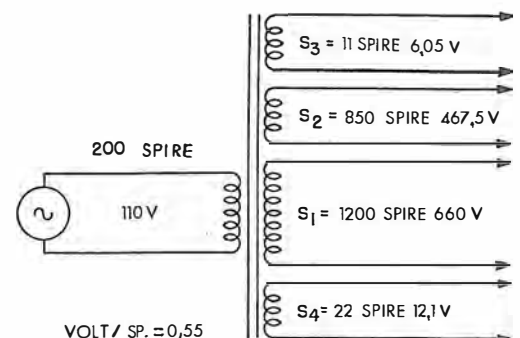 S3 = 11 SPIRE 6,05 V
S2 = 850 SPIRE 467,5 V
200 SPIRE
110 V
S1 = 1200 SPIRE 660 V
S4 = 22 SPIRE 12,1 V
VOLT/ SP. = 0,55